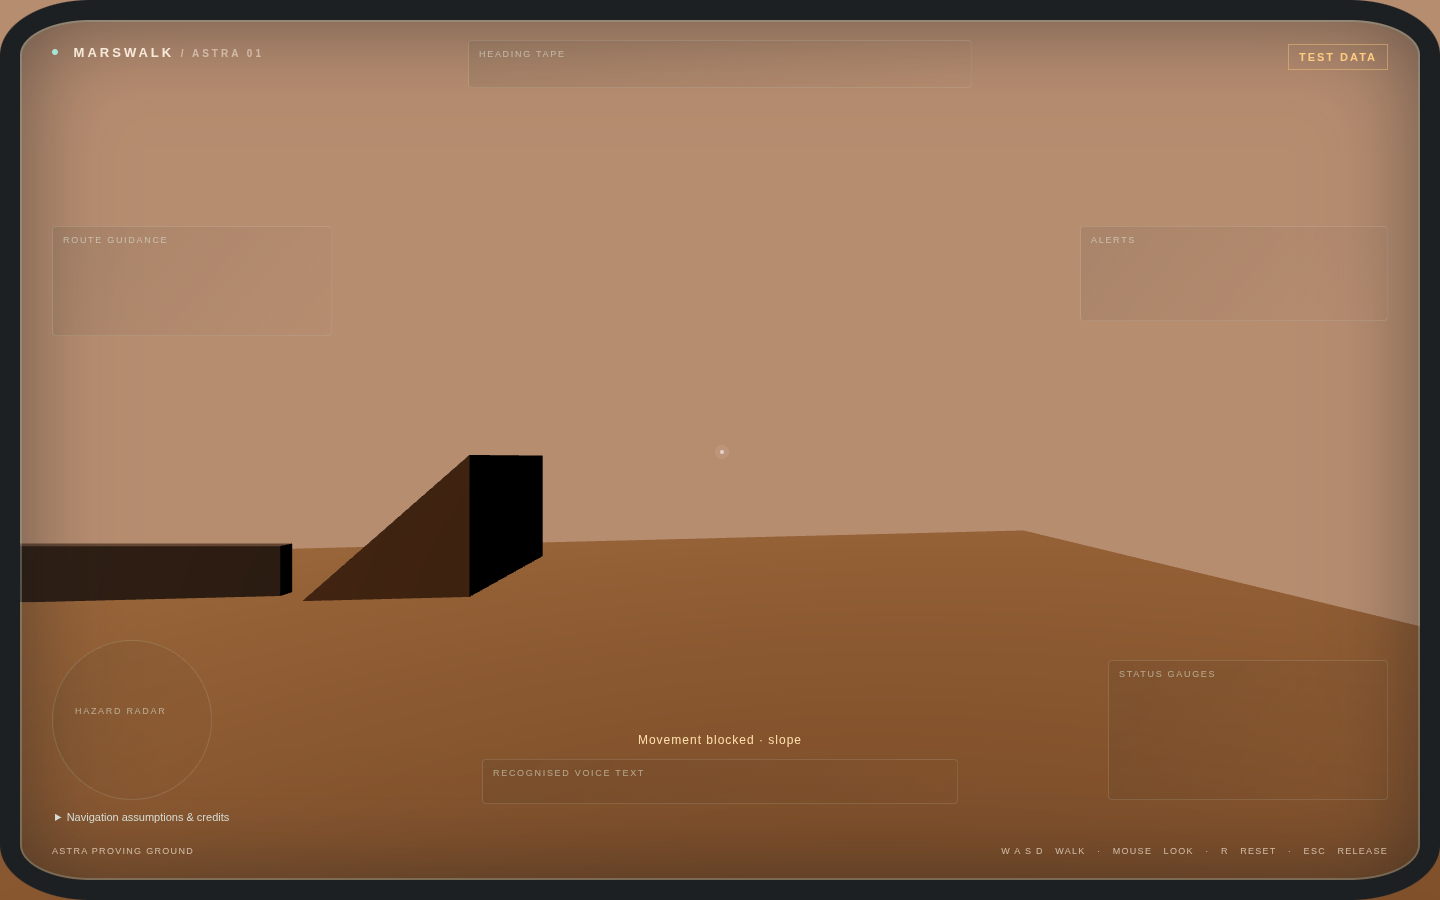 MARSWALK / ASTRA 01
HEADING TAPE
TEST DATA
ROUTE GUIDANCE
ALERTS
HAZARD RADAR
STATUS GAUGES
Movement blocked · slope
RECOGNISED VOICE TEXT
Navigation assumptions & credits
ASTRA PROVING GROUND
W A S D WALK · MOUSE LOOK · R RESET · ESC RELEASE